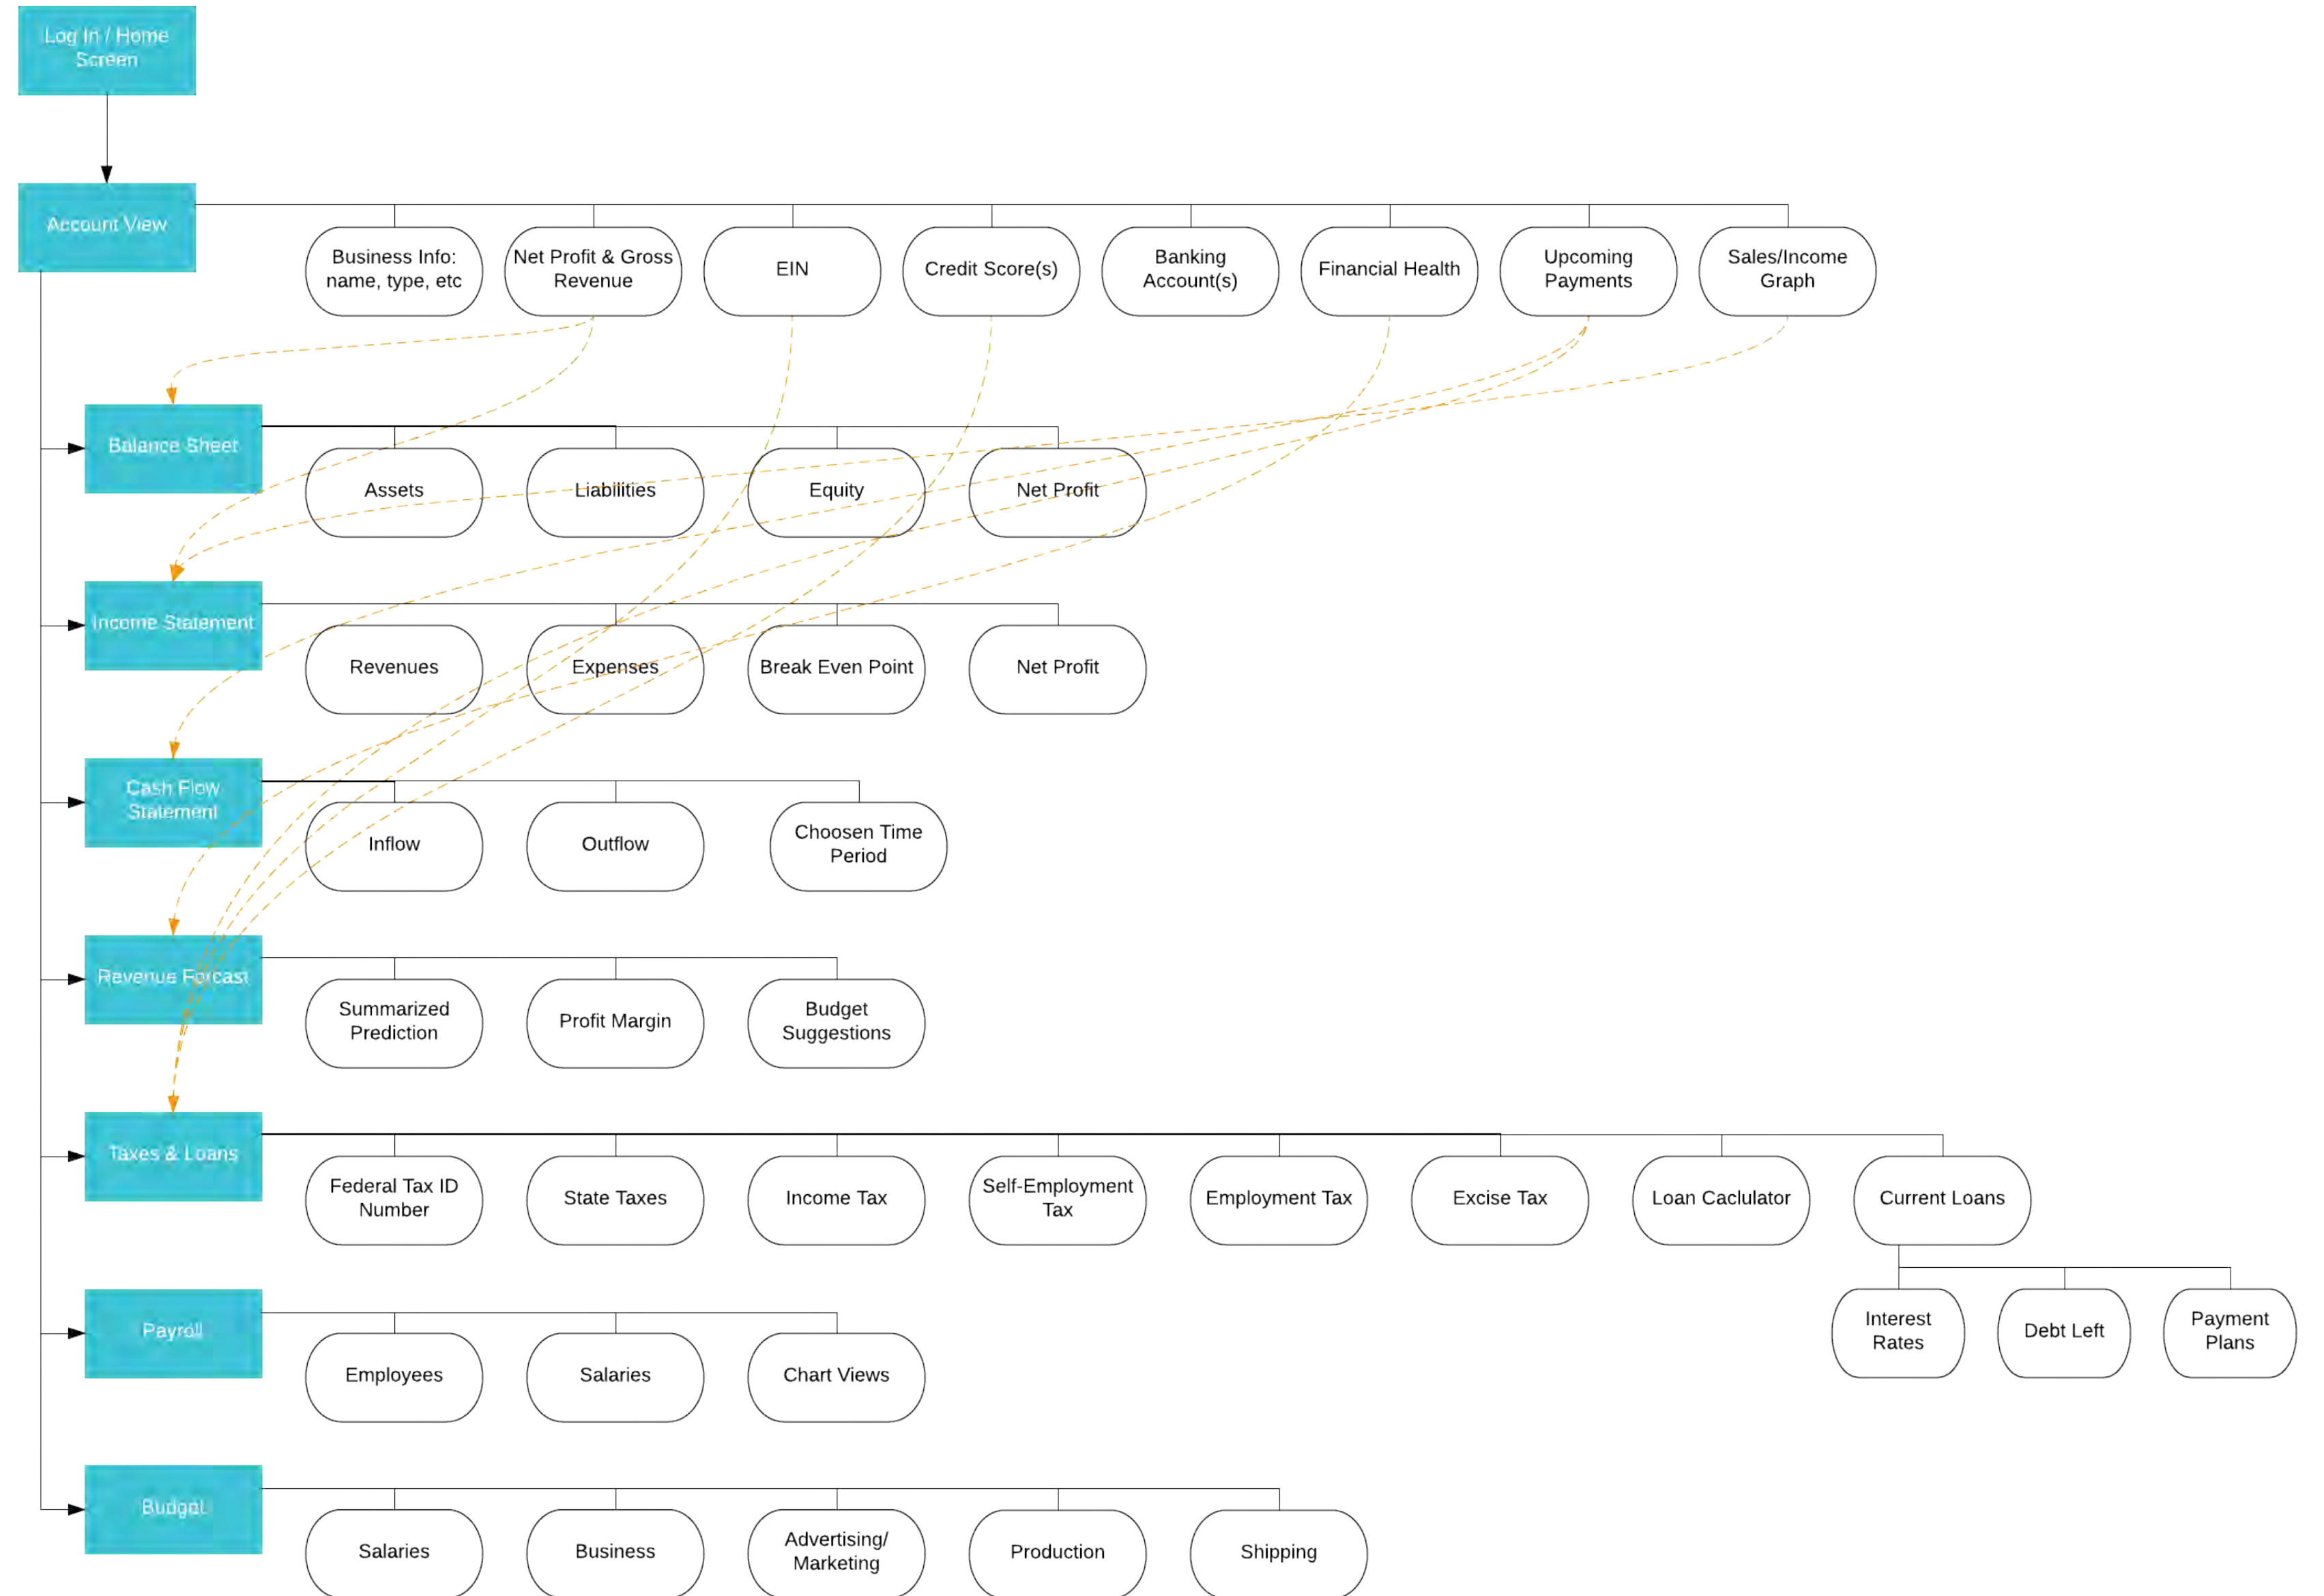 Log In / Home
Screen
Account View
Business Info:
name, type, etc
Net Profit & Gross
Revenue
EIN
Credit Score(s)
Banking
Account(s)
Financial Health
Upcoming
Payments
Sales/Income
Graph
Balance Sheet
Assets
Liabilities
Equity
Net Profit
Income Statement
Revenues
Expenses
Break Even Point
Net Profit
Cash Flow
Statement
Inflow
Outflow
Choosen Time
Period
Revenue Forcast
Summarized
Prediction
Profit Margin
Budget
Suggestions
Taxes & Loans
Federal Tax ID
Number
State Taxes
Income Tax
Self-Employment
Tax
Employment Tax
Excise Tax
Loan Caclulator
Current Loans
Interest
Rates
Debt Left
Payment
Plans
Payroll
Employees
Salaries
Chart Views
Budget
Salaries
Business
Advertising/
Marketing
Production
Shipping